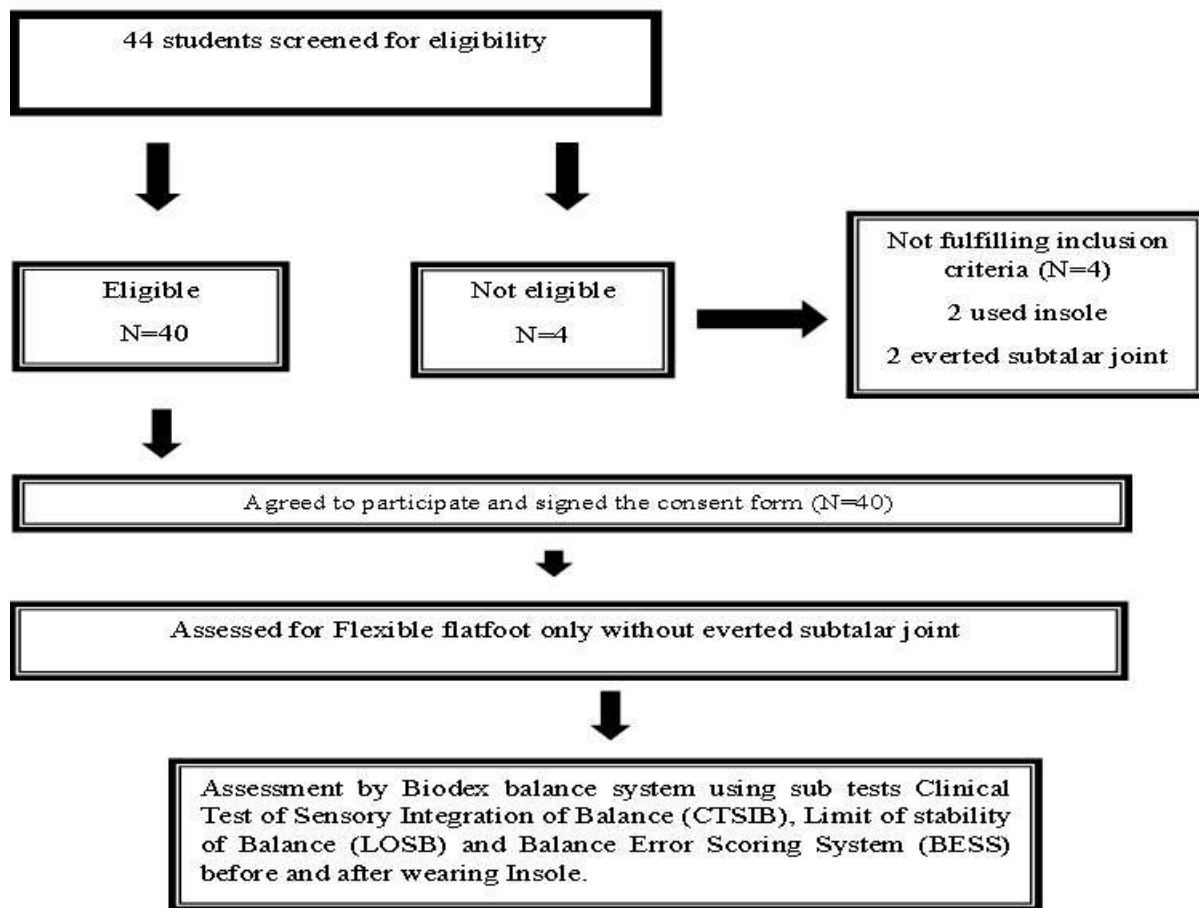 44 students screened for eligibility
Eligible
N=40
Not eligible
N=4
Not fulfilling inclusion
criteria (N=4)
2 used insole
2 everted subtalar joint
Agreed to participate and signed the consent form (N=40)
Assessed for Flexible flatfoot only without everted subtalar joint
Assessment by Biodex balance system using sub tests Clinical
Test of Sensory Integration of Balance (CTSIB), Limit of stability
of Balance (LOSB) and Balance Error Scoring System (BESS)
before and after wearing Insole.